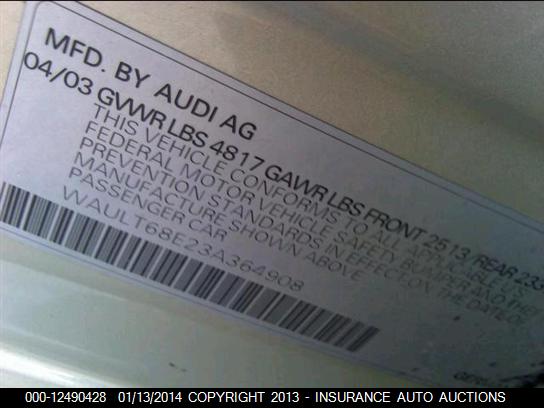 MFD. BY AUDI AG
04/03 GVWR LBS 4817 GAWR LBS FRONT 2513/REAR 233
THIS VEHICLE CONFORMS TO ALL APPLICABLE US
FEDERAL MOTOR VEHICLE SAFETY, BUMPER AND THEFT
PREVENTION STANDARDS IN EFFECT ON THE DATE OF
MANUFACTURE SHOWN ABOVE
PASSENGER CAR
WAULT68E23A364908
000-12490428 01/13/2014 COPYRIGHT 2013 - INSURANCE AUTO AUCTIONS